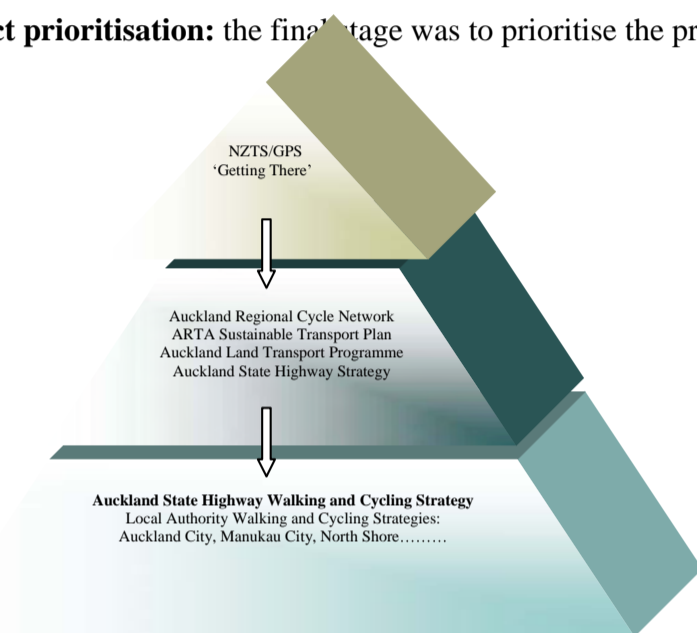 prioritisation: the final stage was to prioritise the
NZTS/GPS
‘Getting There’
Auckland Regional Cycle Network
ARTA Sustainable Transport Plan
Auckland Land Transport Programme
Auckland State Highway Strategy
Auckland State Highway Walking and Cycling Strategy
Local Authority Walking and Cycling Strategies:
Auckland City, Manukau City, North Shore………